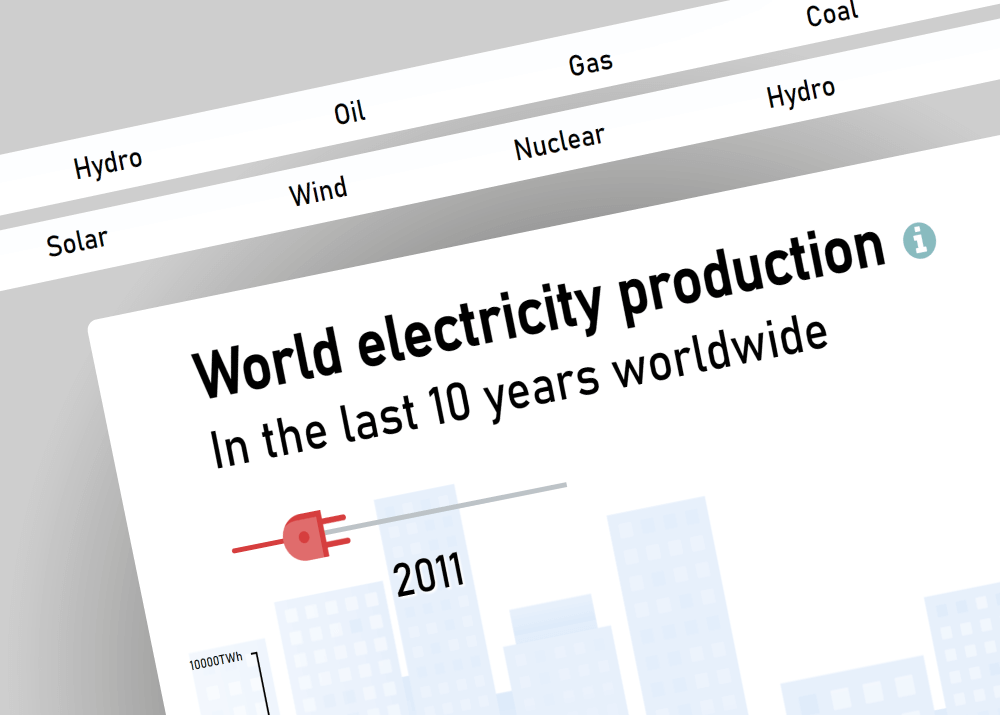 Hydro Oil Gas Coal
Solar Wind Nuclear Hydro
World electricity production i
In the last 10 years worldwide
2011
10000TWh